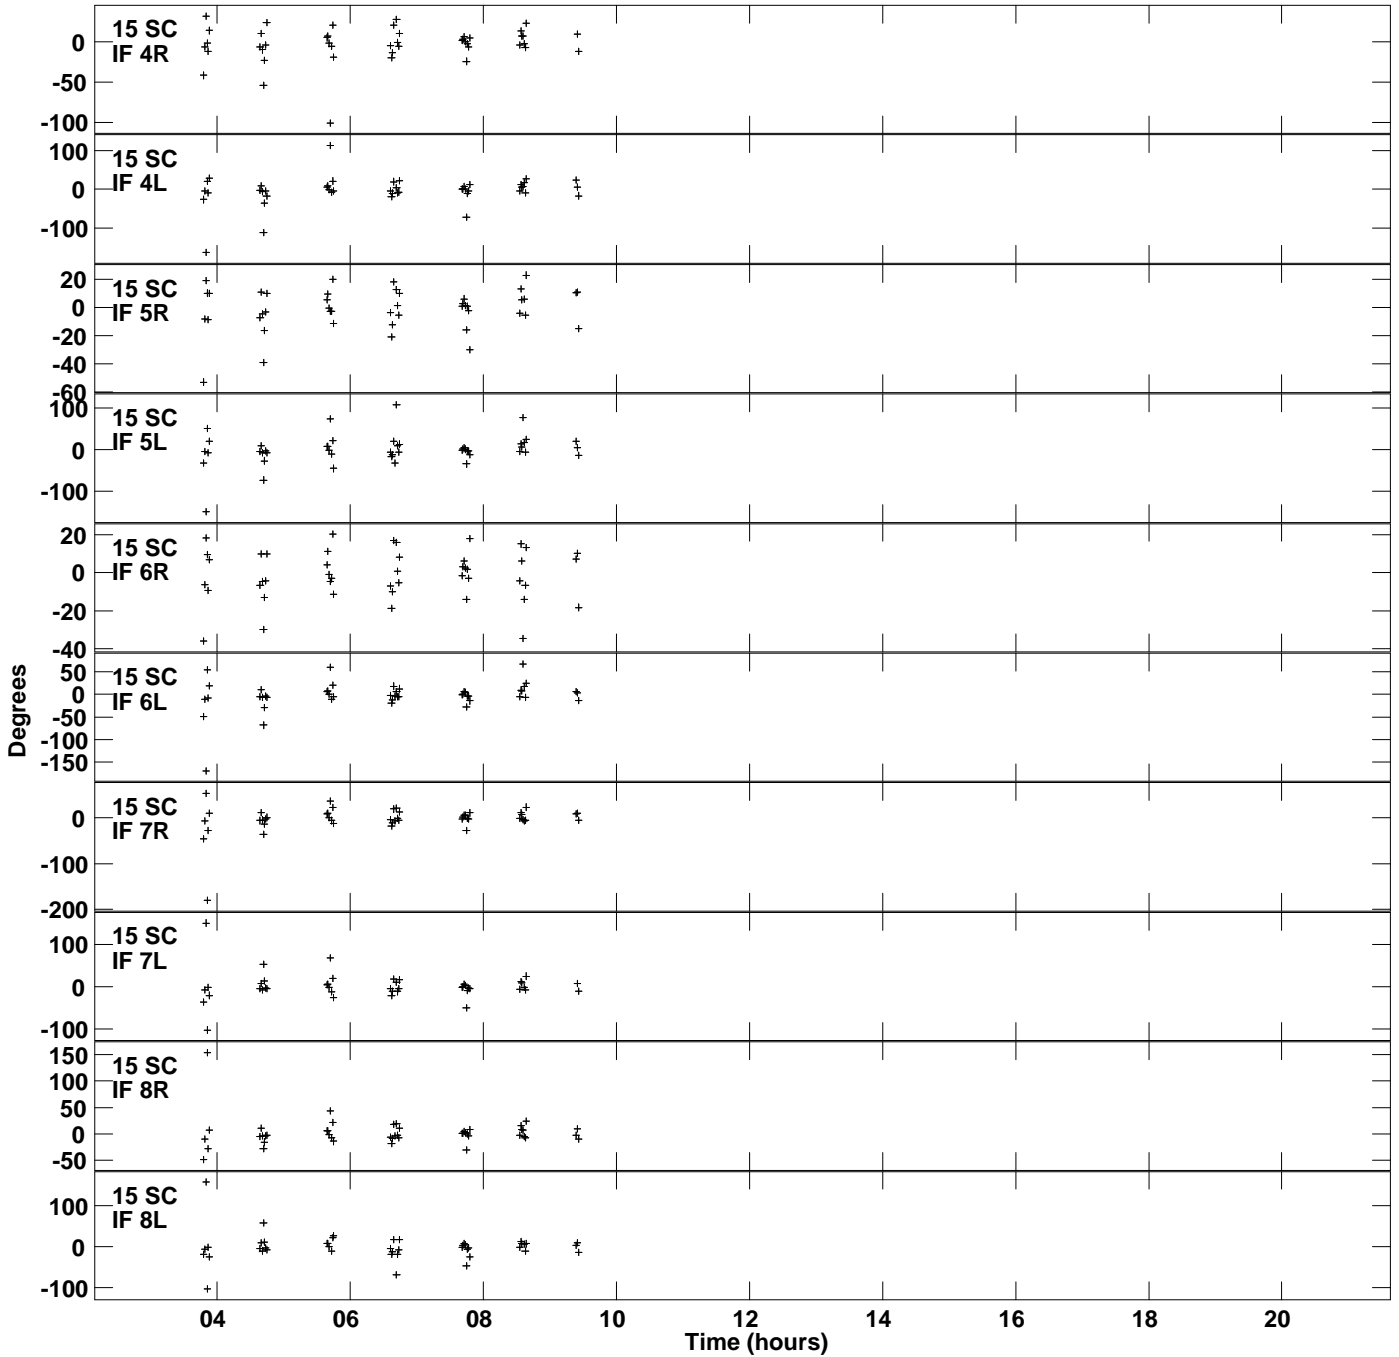 15 SC
IF 4R
0
-50
-100
15 SC
IF 4L
100
0
-100
15 SC
IF 5R
20
0
-20
-40
-60
15 SC
IF 5L
100
0
-100
15 SC
IF 6R
20
0
-20
-40
15 SC
IF 6L
50
0
-50
-100
-150
15 SC
IF 7R
0
-100
-200
15 SC
IF 7L
100
0
-100
15 SC
IF 8R
150
100
50
0
-50
15 SC
IF 8L
100
0
-100
Degrees
04 06 08 10 12 14 16 18 20
Time (hours)